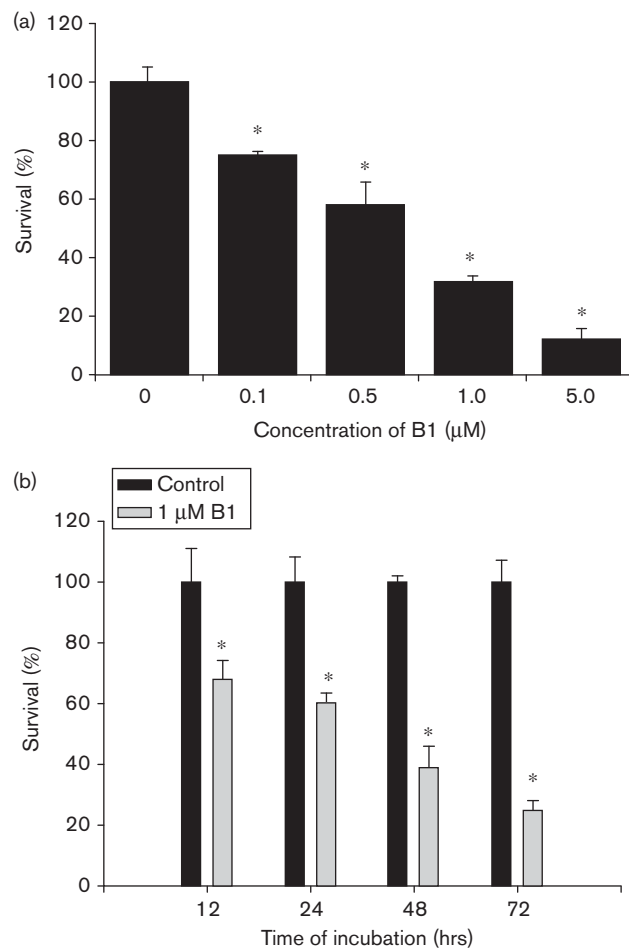 (a)
120
100
80
60
40
20
0
Survival (%)
*
*
*
*
0 0.1 0.5 1.0 5.0
Concentration of B1 (μM)
(b)
Control
1 μM B1
120
100
80
60
40
20
0
Survival (%)
*
*
*
*
12 24 48 72
Time of incubation (hrs)